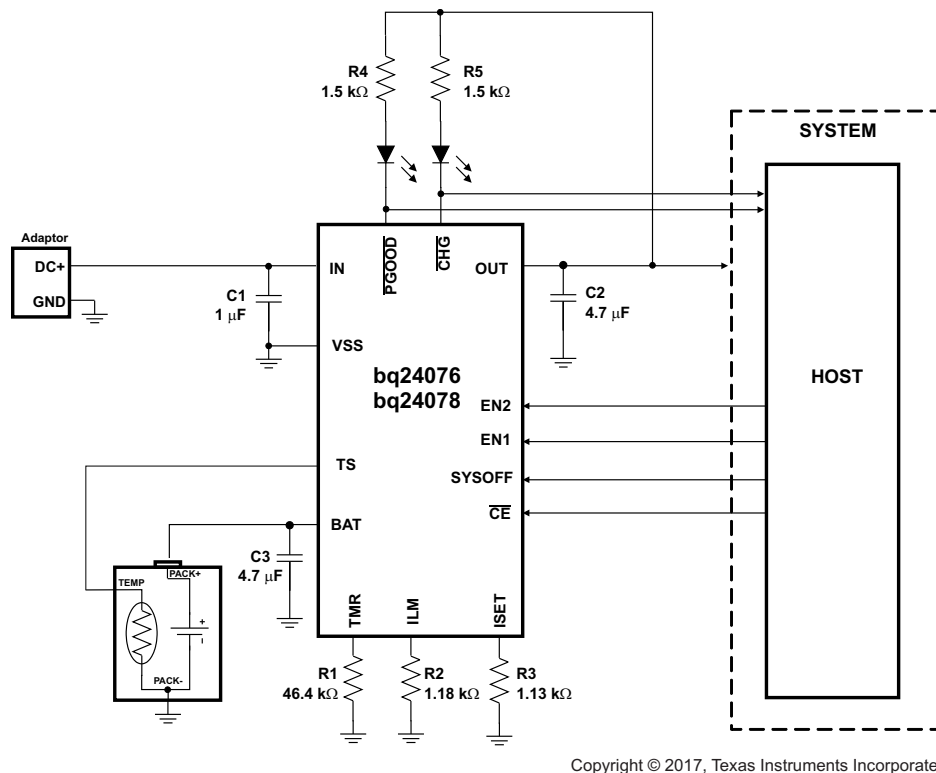 R4
1.5 kΩ
R5
1.5 kΩ
SYSTEM
Adaptor
DC+
GND
IN
PGOOD
CHG
OUT
C1
1 μF
C2
4.7 μF
VSS
bq24076
bq24078
HOST
EN2
EN1
TS
SYSOFF
CE
BAT
C3
4.7 μF
TEMP
PACK+
+
-
PACK-
TMR
ILM
ISET
R1
46.4 kΩ
R2
1.18 kΩ
R3
1.13 kΩ
Copyright © 2017, Texas Instruments Incorporate